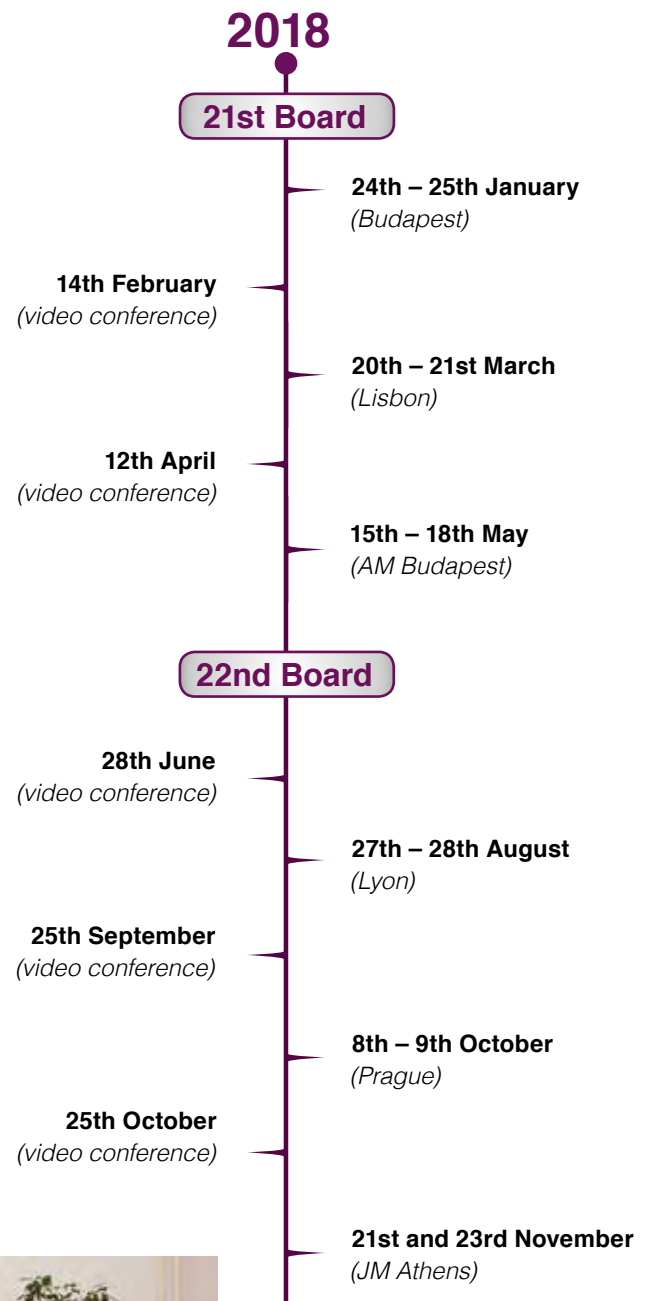 2018
21st Board
24th – 25th January
(Budapest)
14th February
(video conference)
20th – 21st March
(Lisbon)
12th April
(video conference)
15th – 18th May
(AM Budapest)
22nd Board
28th June
(video conference)
27th – 28th August
(Lyon)
25th September
(video conference)
8th – 9th October
(Prague)
25th October
(video conference)
21st and 23rd November
(JM Athens)